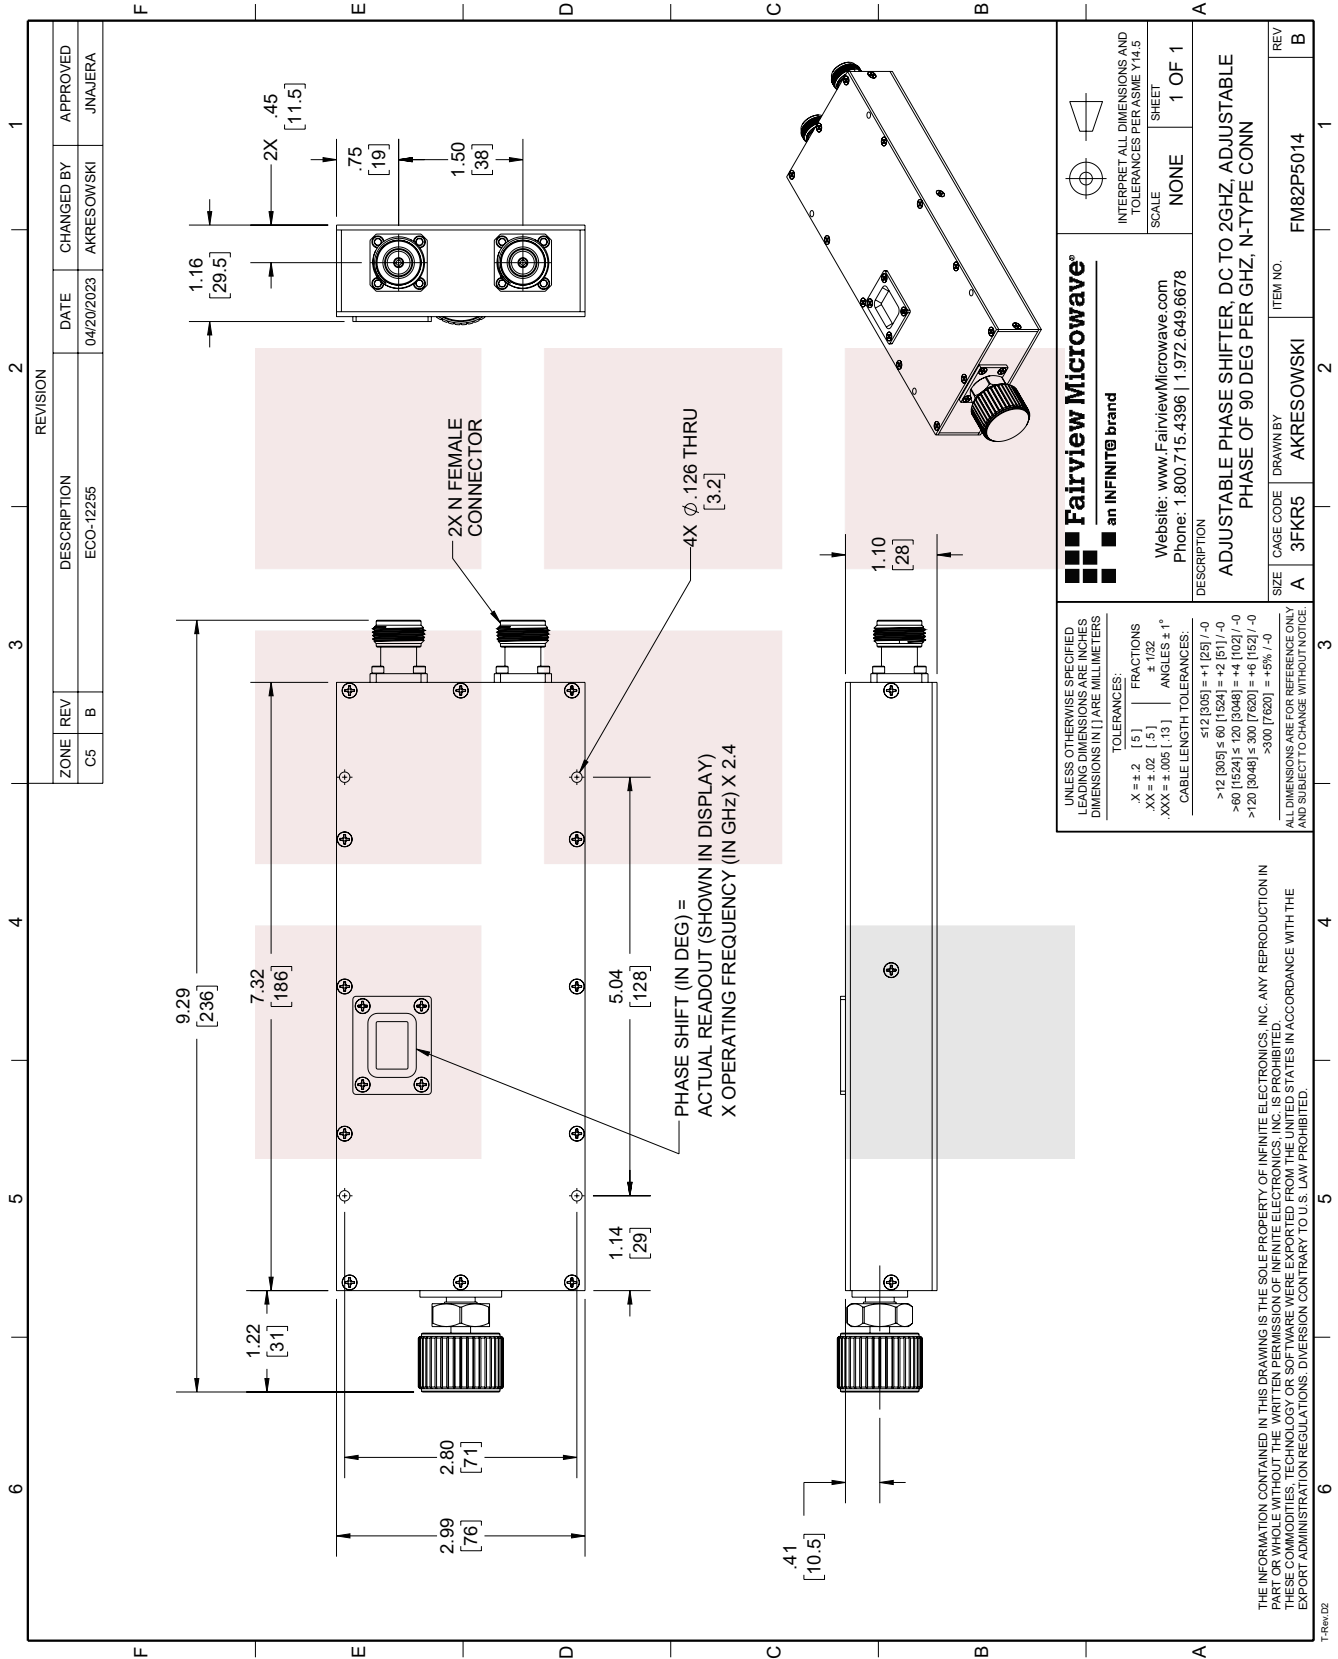 REVISION
ZONE REV DESCRIPTION DATE CHANGED BY APPROVED
C5 B ECO-12255 04/20/2023 AKRESOWSKI JNAJERA
6 5 4 3 2 1
F
E
D
C
B
A
F
E
D
C
B
A
9.29
[236]
1.22
[31]
7.32
[186]
2.99
[76]
2.80
[71]
1.14
[29]
5.04
[128]
2X N FEMALE
CONNECTOR
4X Ø.126 THRU
[3.2]
PHASE SHIFT (IN DEG) =
ACTUAL READOUT (SHOWN IN DISPLAY)
X OPERATING FREQUENCY (IN GHz) X 2.4
1.16
[29.5]
2X .45
[11.5]
.75
[19]
1.50
[38]
.41
[10.5]
1.10
[28]
UNLESS OTHERWISE SPECIFIED
LEADING DIMENSIONS ARE INCHES
DIMENSIONS IN [ ] ARE MILLIMETERS
TOLERANCES:
.X = ± .2 [ 5 ] FRACTIONS
.XX = ± .02 [ .5 ] ± 1/32
.XXX = ± .005 [ .13 ] ANGLES ± 1°
CABLE LENGTH TOLERANCES:
≤12 [305] = +1 [25] / -0
>12 [305] ≤ 60 [1524] = +2 [51] / -0
>60 [1524] ≤ 120 [3048] = +4 [102] / -0
>120 [3048] ≤ 300 [7620] = +6 [152] / -0
>300 [7620] = +5% / -0
ALL DIMENSIONS ARE FOR REFERENCE ONLY
AND SUBJECT TO CHANGE WITHOUT NOTICE.
Fairview Microwave®
an INFINIT@ brand
Website: www.FairviewMicrowave.com
Phone: 1.800.715.4396 | 1.972.649.6678
INTERPRET ALL DIMENSIONS AND
TOLERANCES PER ASME Y14.5
SCALE
NONE
SHEET
1 OF 1
DESCRIPTION
ADJUSTABLE PHASE SHIFTER, DC TO 2GHZ, ADJUSTABLE
PHASE OF 90 DEG PER GHZ, N-TYPE CONN
SIZE
A
CAGE CODE
3FKR5
DRAWN BY
AKRESOWSKI
ITEM NO.
FM82P5014
REV
B
THE INFORMATION CONTAINED IN THIS DRAWING IS THE SOLE PROPERTY OF INFINITE ELECTRONICS, INC. ANY REPRODUCTION IN
PART OR WHOLE WITHOUT THE WRITTEN PERMISSION OF INFINITE ELECTRONICS, INC. IS PROHIBITED.
THESE COMMODITIES, TECHNOLOGY OR SOFTWARE WERE EXPORTED FROM THE UNITED STATES IN ACCORDANCE WITH THE
EXPORT ADMINISTRATION REGULATIONS. DIVERSION CONTRARY TO U.S. LAW PROHIBITED.
6 5 4 3 2 1
T-Rev.D2